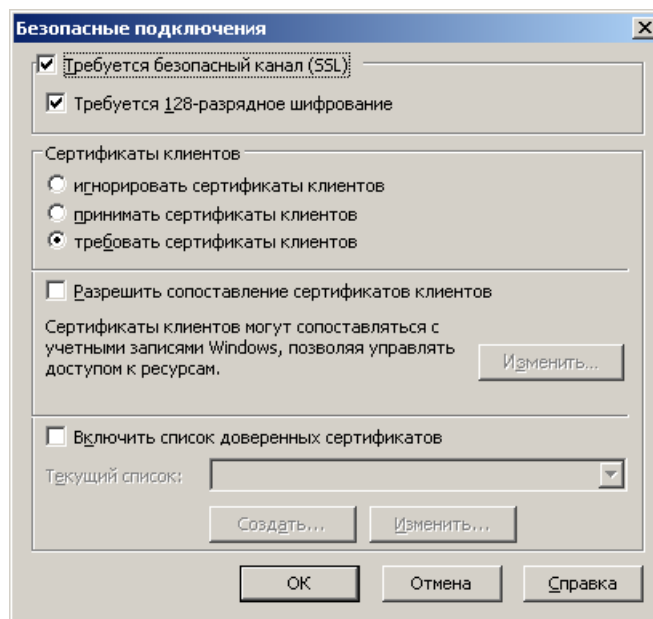 Безопасные подключения
Требуется безопасный канал (SSL)
Требуется 128-разрядное шифрование
Сертификаты клиентов
игнорировать сертификаты клиентов
принимать сертификаты клиентов
требовать сертификаты клиентов
Разрешить сопоставление сертификатов клиентов
Сертификаты клиентов могут сопоставляться с
учетными записями Windows, позволяя управлять
доступом к ресурсам.
Изменить...
Включить список доверенных сертификатов
Текущий список:
Создать... Изменить...
ОК Отмена Справка